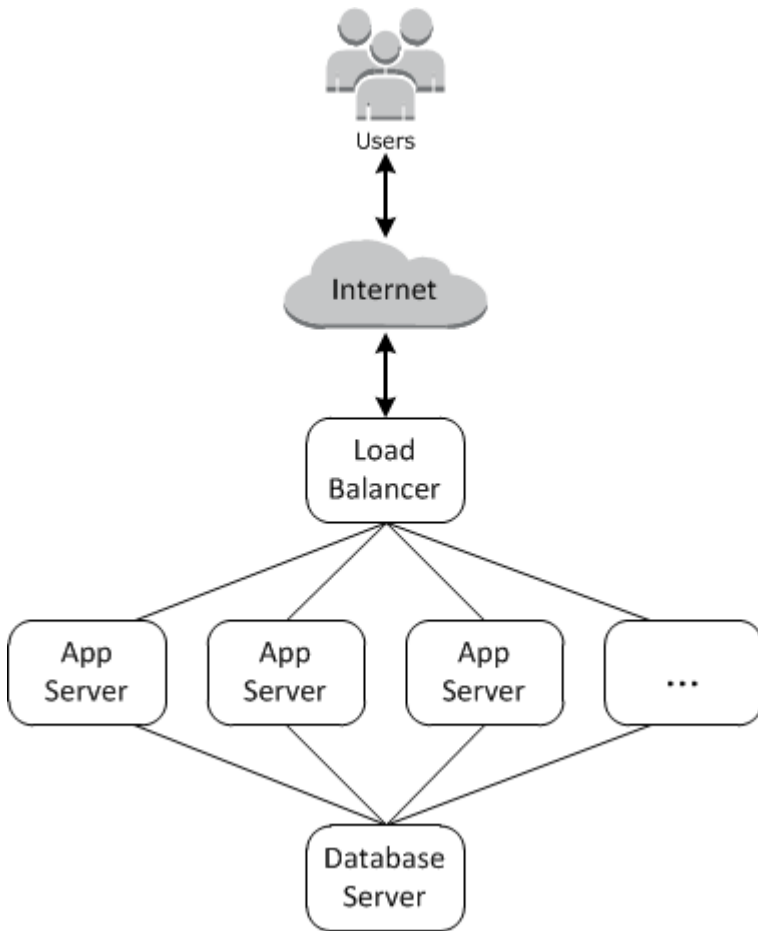 Users
Internet
Load
Balancer
App
Server
App
Server
App
Server
...
Database
Server